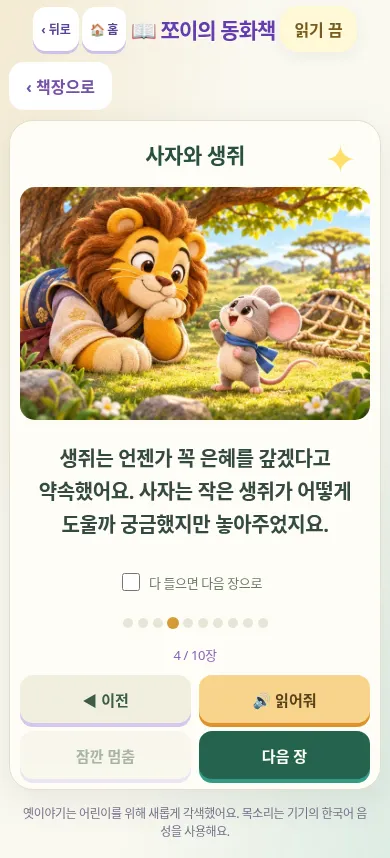 ‹ 뒤로 🏠 홈 📖 쪼이의 동화책 읽기 끔
‹ 책장으로
사자와 생쥐
생쥐는 언젠가 꼭 은혜를 갚겠다고
약속했어요. 사자는 작은 생쥐가 어떻게
도울까 궁금했지만 놓아주었지요.
다 들으면 다음 장으로
4 / 10장
◀ 이전 🔊 읽어줘
잠깐 멈춤 다음 장
옛이야기는 어린이를 위해 새롭게 각색했어요. 목소리는 기기의 한국어 음
성을 사용해요.